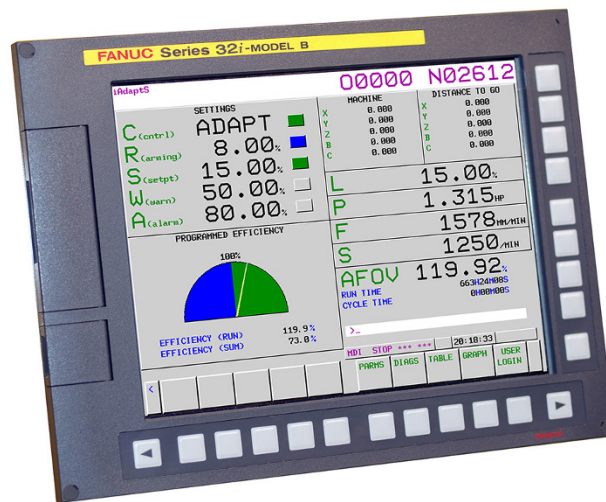 FANUC Series 32i-MODEL B
iAdaptS
O0000 N02612
SETTINGS
C(cntrl) ADAPT
R(arming) 8.00%
S(setpt) 15.00%
W(warn) 50.00%
A(alarm) 80.00%
MACHINE DISTANCE TO GO
X 0.000 X 0.000
Y 0.000 Y 0.000
Z 0.000 Z 0.000
B 0.000 B 0.000
C 0.000 C 0.000
L 15.00%
P 1.315HP
F 1578MM/MIN
S 1250/MIN
AFOV 119.92%
RUN TIME 663H24M08S
CYCLE TIME 0H00M00S
PROGRAMMED EFFICIENCY
100%
EFFICIENCY (RUN) 119.9%
EFFICIENCY (SUM) 73.0%
>_
MDI STOP *** *** 20:18:33
< PARMS DIAGS TABLE GRAPH USER LOGIN